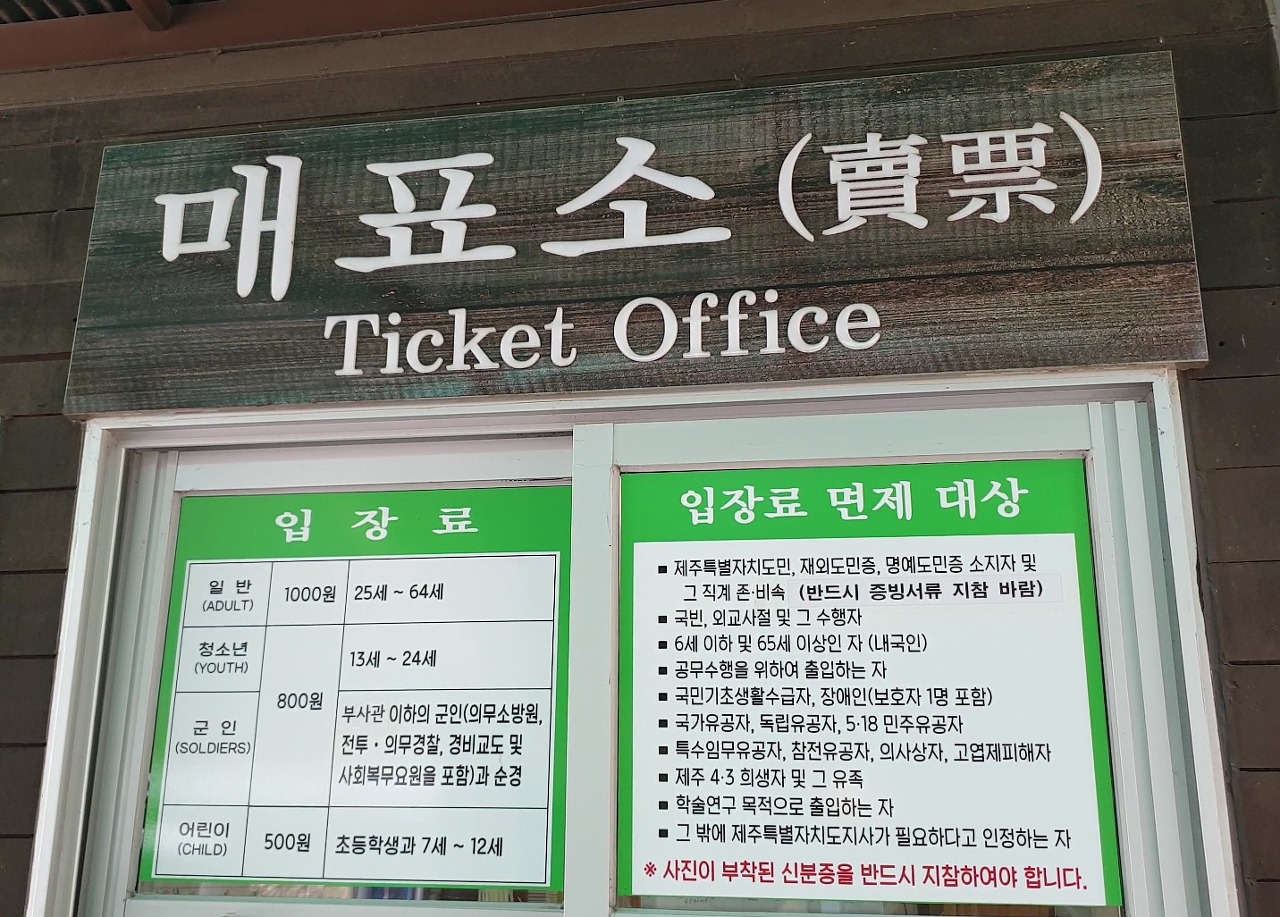 매표소 (賣票)
Ticket Office
입 장 료
일 반 1000원 25세 ~ 64세
(ADULT)
청소년 13세 ~ 24세
(YOUTH)
800원
군 인 부사관 이하의 군인(의무소방원,
(SOLDIERS) 전투·의무경찰, 경비교도 및
사회복무요원을 포함)과 순경
어린이 500원 초등학생과 7세 ~ 12세
(CHILD)
입장료 면제 대상
■ 제주특별자치도민, 재외도민증, 명예도민증 소지자 및
그 직계 존·비속 (반드시 증빙서류 지참 바람)
■ 국빈, 외교사절 및 그 수행자
■ 6세 이하 및 65세 이상인 자 (내국인)
■ 공무수행을 위하여 출입하는 자
■ 국민기초생활수급자, 장애인(보호자 1명 포함)
■ 국가유공자, 독립유공자, 5·18 민주유공자
■ 특수임무유공자, 참전유공자, 의사상자, 고엽제피해자
■ 제주 4·3 희생자 및 그 유족
■ 학술연구 목적으로 출입하는 자
■ 그 밖에 제주특별자치도지사가 필요하다고 인정하는 자
※ 사진이 부착된 신분증을 반드시 지참하여야 합니다.